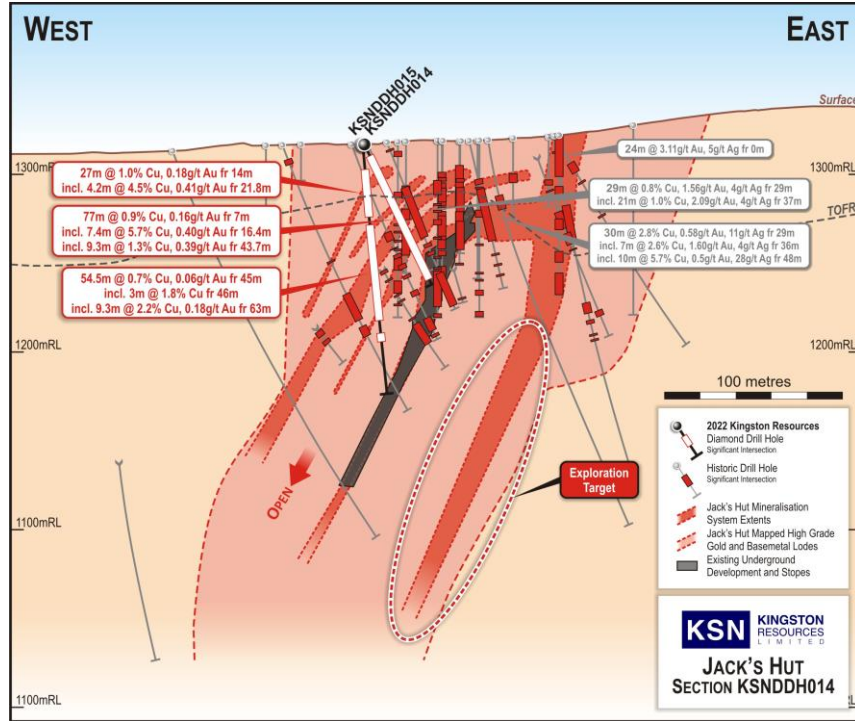 WEST
EAST
KSNDDH015
KSNDDH014
Surface
1300mRL
1300mRL
27m @ 1.0% Cu, 0.18g/t Au fr 14m
incl. 4.2m @ 4.5% Cu, 0.41g/t Au fr 21.8m
77m @ 0.9% Cu, 0.16g/t Au fr 7m
incl. 7.4m @ 5.7% Cu, 0.40g/t Au fr 16.4m
incl. 9.3m @ 1.3% Cu, 0.39g/t Au fr 43.7m
54.5m @ 0.7% Cu, 0.06g/t Au fr 45m
incl. 3m @ 1.8% Cu fr 46m
incl. 9.3m @ 2.2% Cu, 0.18g/t Au fr 63m
24m @ 3.11g/t Au, 5g/t Ag fr 0m
29m @ 0.8% Cu, 1.56g/t Au, 4g/t Ag fr 29m
incl. 21m @ 1.0% Cu, 2.09g/t Au, 4g/t Ag fr 37m
30m @ 2.8% Cu, 0.58g/t Au, 11g/t Ag fr 29m
incl. 7m @ 2.6% Cu, 1.60g/t Au, 4g/t Ag fr 36m
incl. 10m @ 5.7% Cu, 0.5g/t Au, 28g/t Ag fr 48m
TOFR
1200mRL
1200mRL
100 metres
2022 Kingston Resources
Diamond Drill Hole
Significant Intersection
Historic Drill Hole
Significant Intersection
Jack's Hut Mineralisation
System Extents
Jack's Hut Mapped High Grade
Gold and Basemetal Lodes
Existing Underground
Development and Stopes
Exploration
Target
OPEN
1100mRL
1100mRL
KSN
KINGSTON
RESOURCES
LIMITED
JACK'S HUT
SECTION KSNDDH014